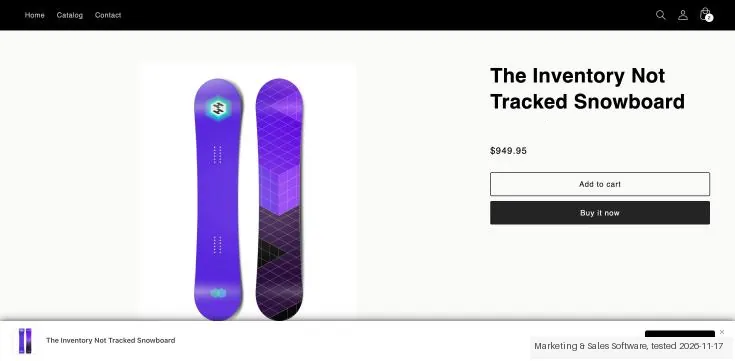 Home Catalog Contact
2
The Inventory Not
Tracked Snowboard
$949.95
Add to cart
Buy it now
The Inventory Not Tracked Snowboard
Marketing & Sales Software, tested 2026-11-17